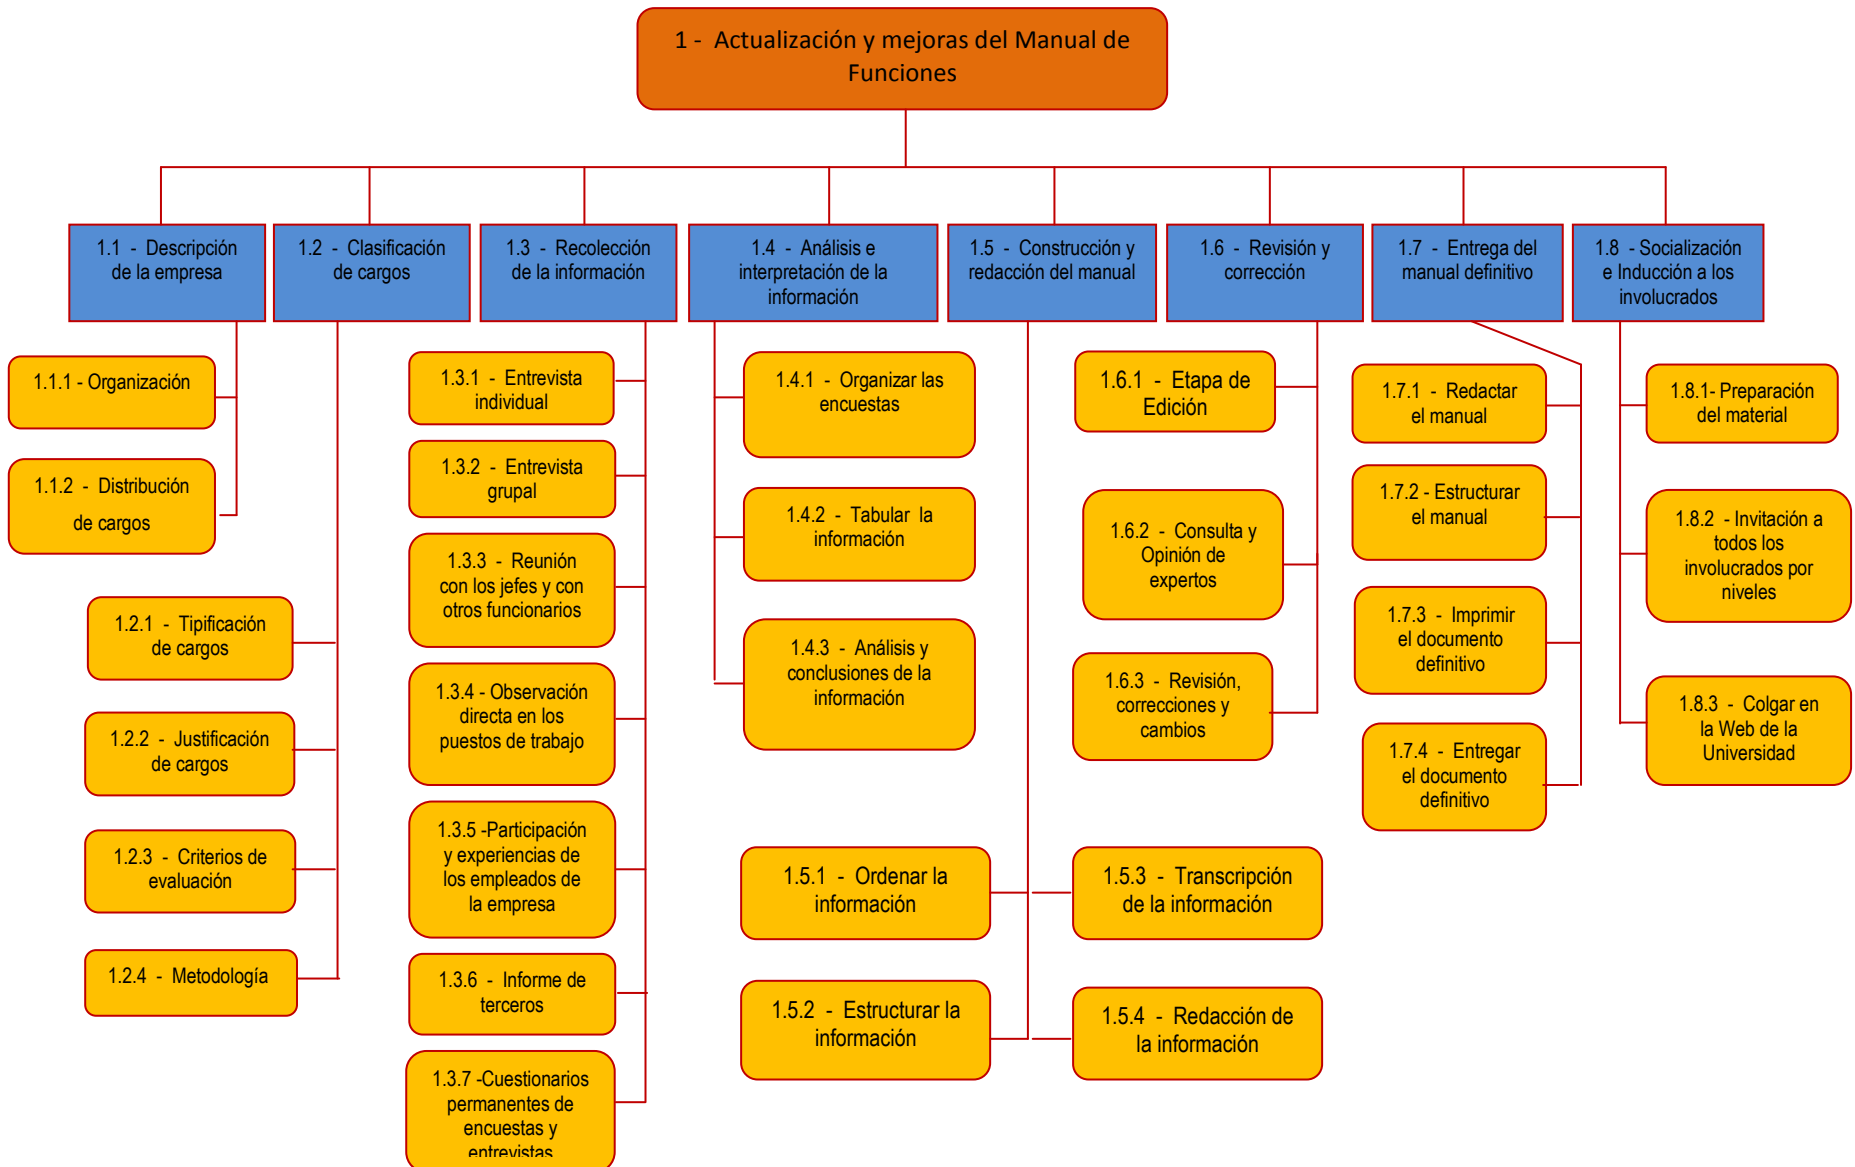 1 - Actualización y mejoras del Manual de
Funciones
1.1 - Descripción
de la empresa
1.2 - Clasificación
de cargos
1.3 - Recolección
de la información
1.4 - Análisis e
interpretación de la
información
1.5 - Construcción y
redacción del manual
1.6 - Revisión y
corrección
1.7 - Entrega del
manual definitivo
1.8 - Socialización
e Inducción a los
involucrados
1.1.1 - Organización
1.1.2 - Distribución
de cargos
1.2.1 - Tipificación
de cargos
1.2.2 - Justificación
de cargos
1.2.3 - Criterios de
evaluación
1.2.4 - Metodología
1.3.1 - Entrevista
individual
1.3.2 - Entrevista
grupal
1.3.3 - Reunión
con los jefes y con
otros funcionarios
1.3.4 - Observación
directa en los
puestos de trabajo
1.3.5 -Participación
y experiencias de
los empleados de
la empresa
1.3.6 - Informe de
terceros
1.3.7 -Cuestionarios
permanentes de
encuestas y
entrevistas
1.4.1 - Organizar las
encuestas
1.4.2 - Tabular la
información
1.4.3 - Análisis y
conclusiones de la
información
1.5.1 - Ordenar la
información
1.5.2 - Estructurar la
información
1.5.3 - Transcripción
de la información
1.5.4 - Redacción de
la información
1.6.1 - Etapa de
Edición
1.6.2 - Consulta y
Opinión de
expertos
1.6.3 - Revisión,
correcciones y
cambios
1.7.1 - Redactar
el manual
1.7.2 - Estructurar
el manual
1.7.3 - Imprimir
el documento
definitivo
1.7.4 - Entregar
el documento
definitivo
1.8.1- Preparación
del material
1.8.2 - Invitación a
todos los
involucrados por
niveles
1.8.3 - Colgar en
la Web de la
Universidad